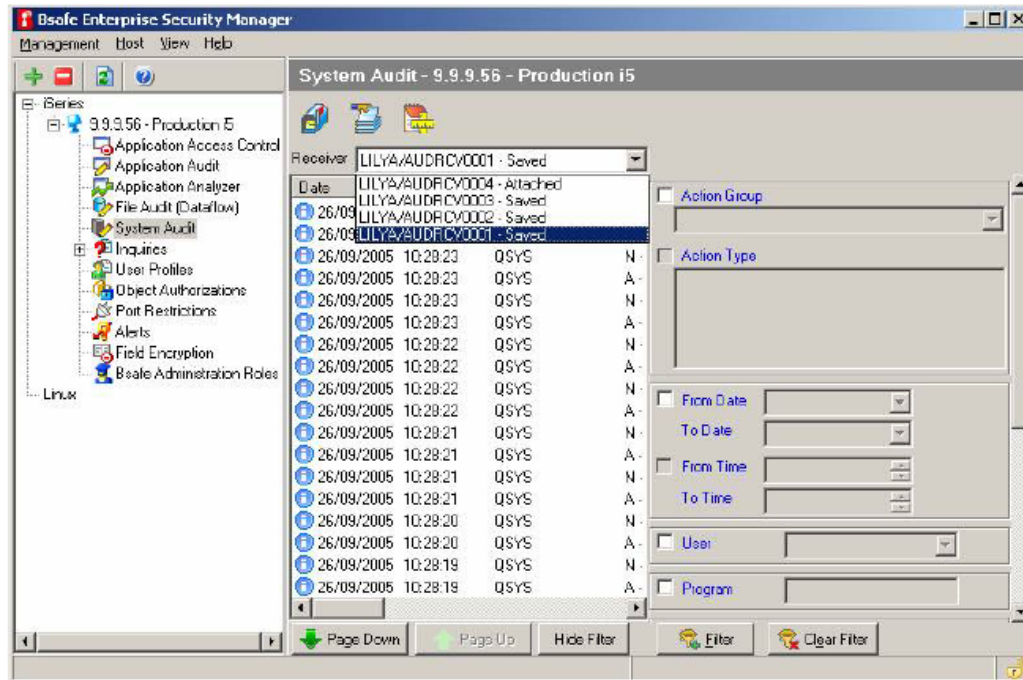 Bsafe Enterprise Security Manager
Management Host View Help
System Audit - 9.9.9.56 - Production i5
iSeries
9.9.9.56 - Production i5
Application Access Control
Application Audit
Application Analyzer
File Audit (Dataflow)
System Audit
Inquiries
User Profiles
Object Authorizations
Port Restrictions
Alerts
Field Encryption
Bsafe Administration Roles
Linux
Receiver LILYA/AUDRCV0001 - Saved
LILYA/AUDRCV0004 - Attached
LILYA/AUDRCV0003 - Saved
LILYA/AUDRCV0002 - Saved
LILYA/AUDRCV0001 - Saved
Date
26/09
26/09
26/09/2005 10:28:23 QSYS N -
26/09/2005 10:28:23 QSYS A -
26/09/2005 10:28:23 QSYS N -
26/09/2005 10:28:23 QSYS A -
26/09/2005 10:28:22 QSYS N -
26/09/2005 10:28:22 QSYS A -
26/09/2005 10:28:22 QSYS N -
26/09/2005 10:28:22 QSYS A -
26/09/2005 10:28:21 QSYS N -
26/09/2005 10:28:21 QSYS A -
26/09/2005 10:28:21 QSYS N -
26/09/2005 10:28:21 QSYS A -
26/09/2005 10:28:20 QSYS N -
26/09/2005 10:28:20 QSYS A -
26/09/2005 10:28:19 QSYS N -
26/09/2005 10:28:19 QSYS A -
Action Group
Action Type
From Date
To Date
From Time
To Time
User
Program
Page Down Page Up Hide Filter Filter Clear Filter